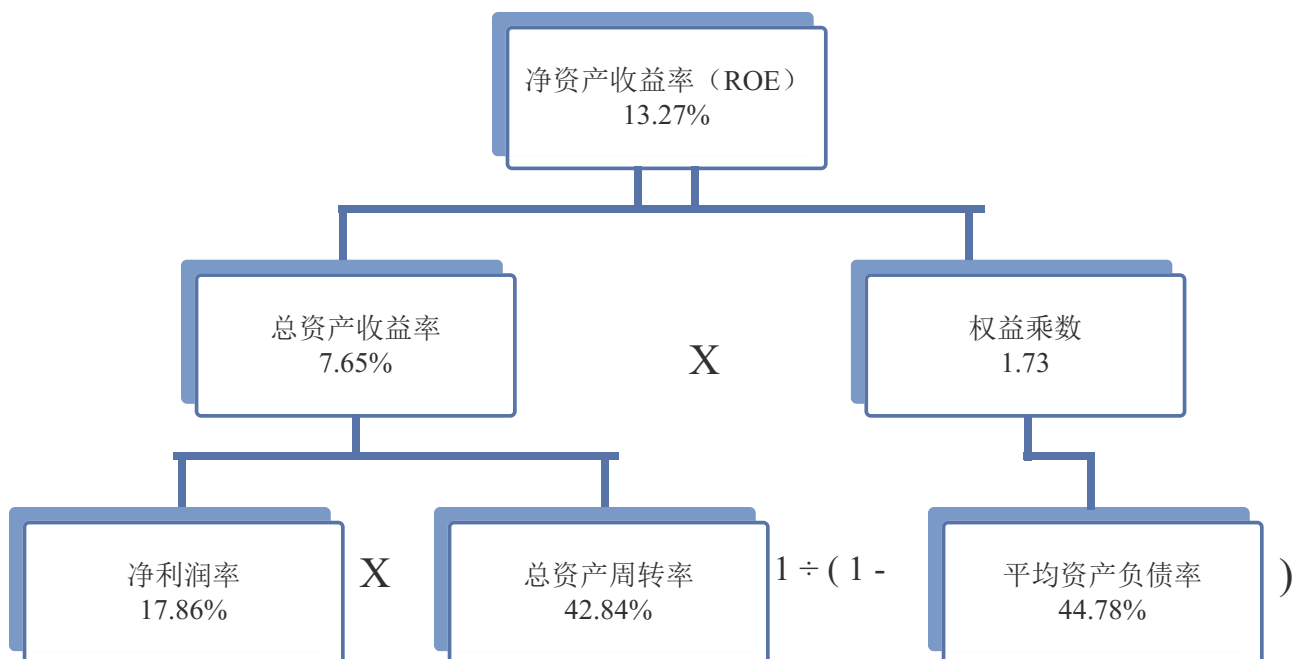 净资产收益率（ROE）
13.27%
总资产收益率
7.65%
X
权益乘数
1.73
净利润率
17.86%
X
总资产周转率
42.84%
1 ÷ ( 1 -
平均资产负债率
44.78%
)